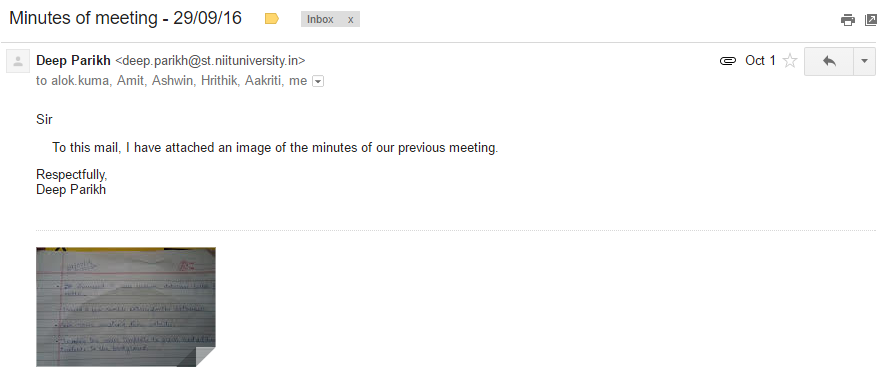 Minutes of meeting - 29/09/16
Inbox x
Deep Parikh <deep.parikh@st.niituniversity.in>
Oct 1
to alok.kuma, Amit, Ashwin, Hrithik, Aakriti, me
Sir
To this mail, I have attached an image of the minutes of our previous meeting.
Respectfully,
Deep Parikh